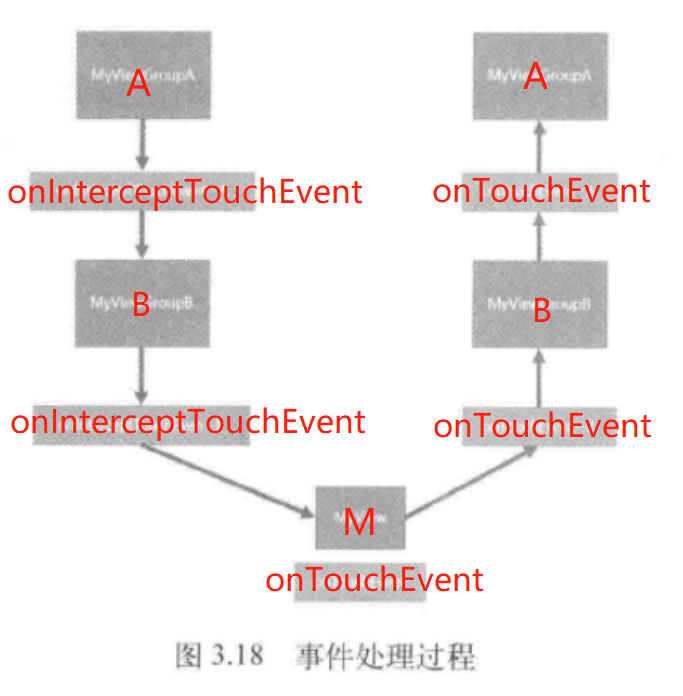 MyViewGroupA
A
MyViewGroupA
A
onInterceptTouchEvent
onTouchEvent
MyViewGroupB
B
MyViewGroupB
B
onInterceptTouchEvent
onTouchEvent
M
onTouchEvent
图 3.18 事件处理过程